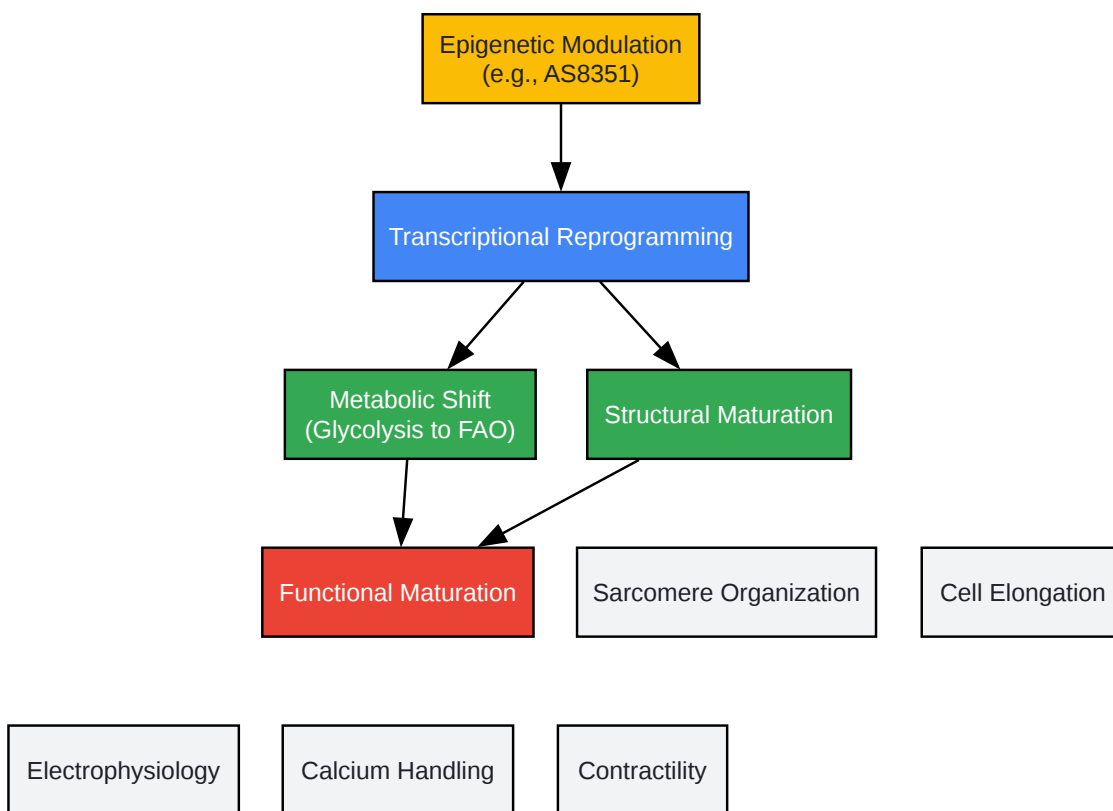 Epigenetic Modulation
(e.g., AS8351)
Transcriptional Reprogramming
Metabolic Shift
(Glycolysis to FAO)
Structural Maturation
Functional Maturation
Sarcomere Organization
Cell Elongation
Electrophysiology
Calcium Handling
Contractility